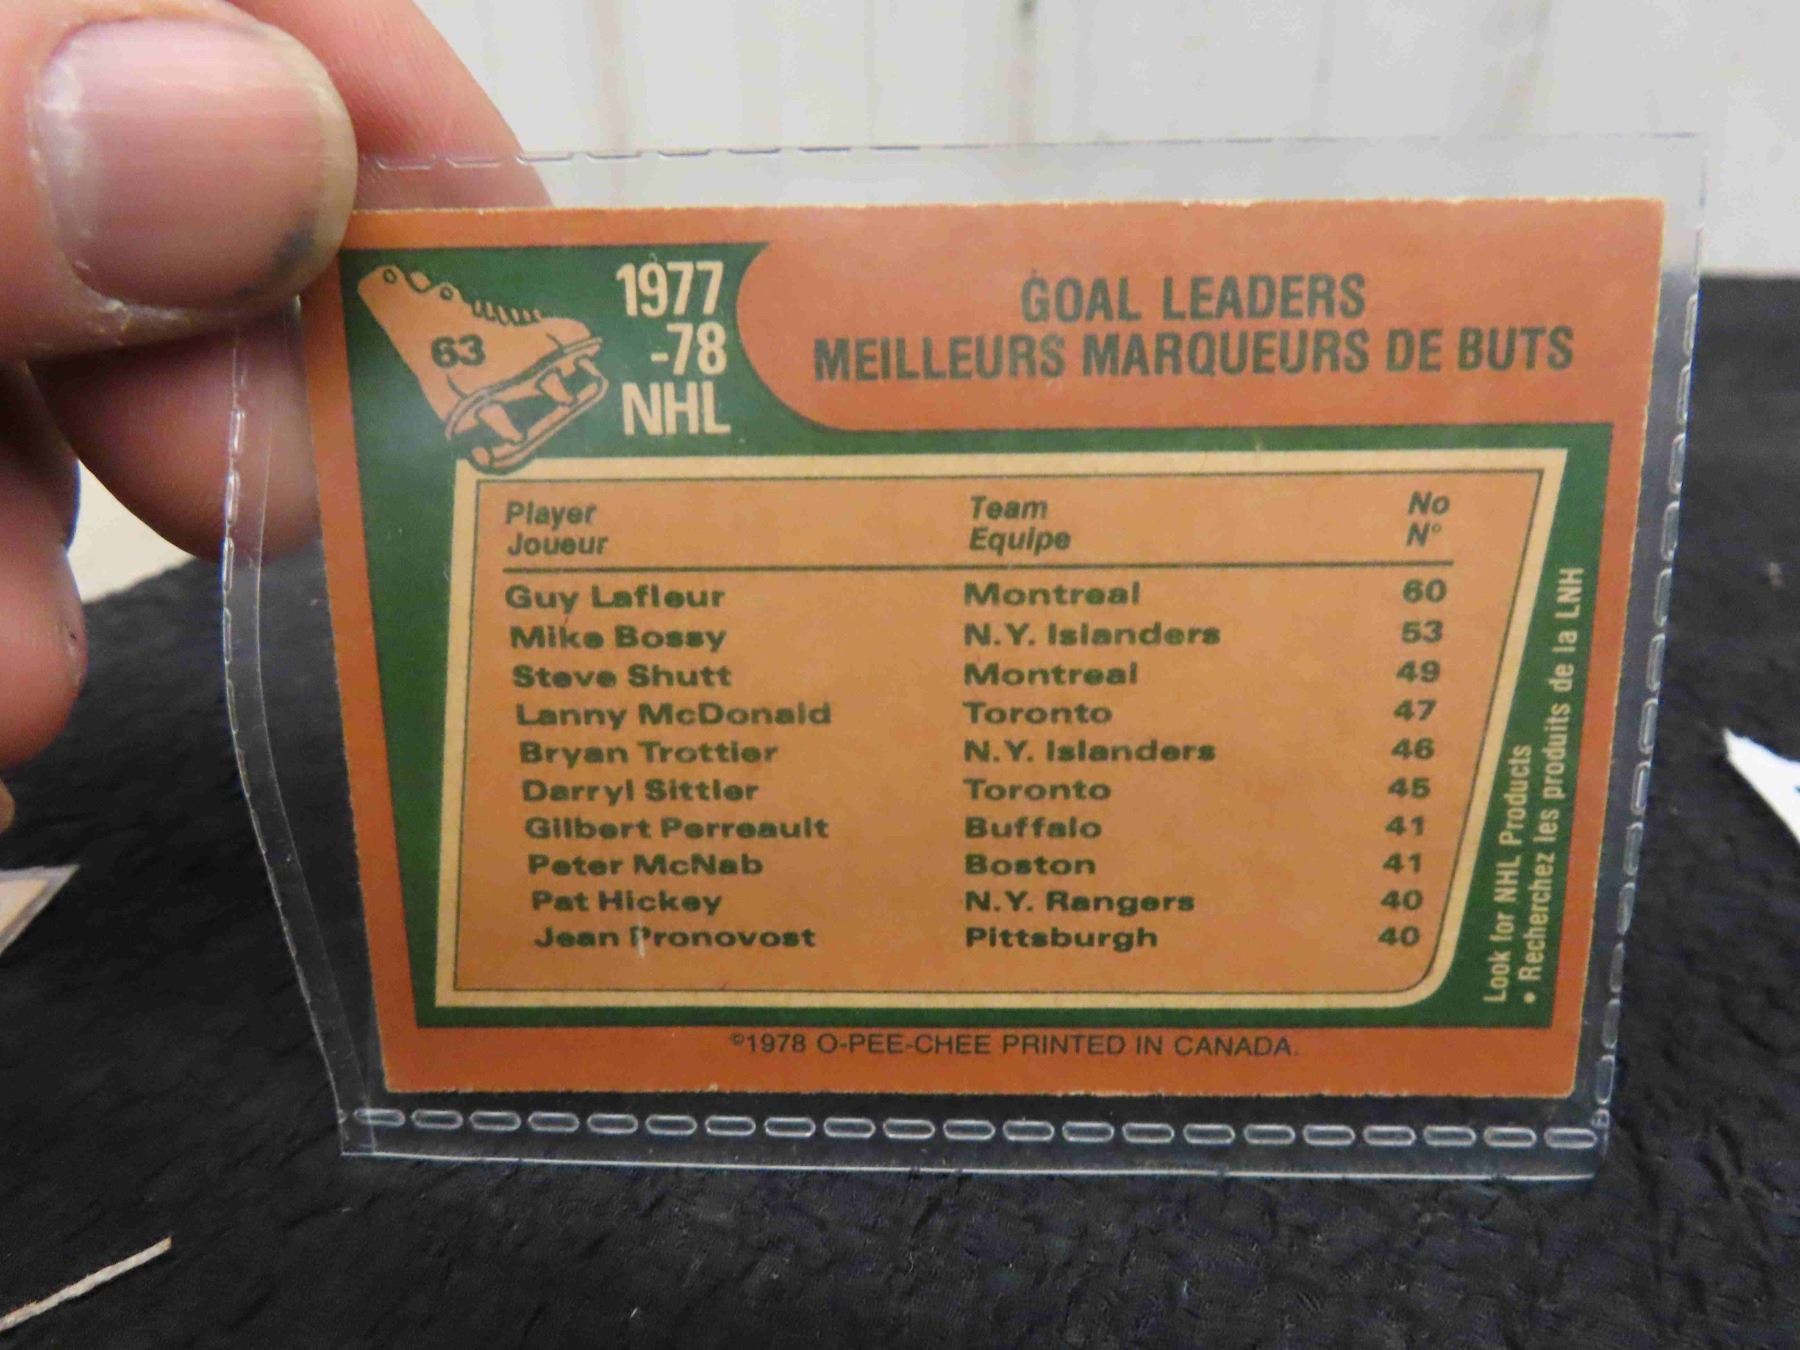 63
1977
-78
NHL
GOAL LEADERS
MEILLEURS MARQUEURS DE BUTS
Player Team No
Joueur Equipe N°
Guy Lafleur Montreal 60
Mike Bossy N.Y. Islanders 53
Steve Shutt Montreal 49
Lanny McDonald Toronto 47
Bryan Trottier N.Y. Islanders 46
Darryl Sittler Toronto 45
Gilbert Perreault Buffalo 41
Peter McNab Boston 41
Pat Hickey N.Y. Rangers 40
Jean Pronovost Pittsburgh 40
Look for NHL Products
• Recherchez les produits de la LNH
©1978 O-PEE-CHEE PRINTED IN CANADA.